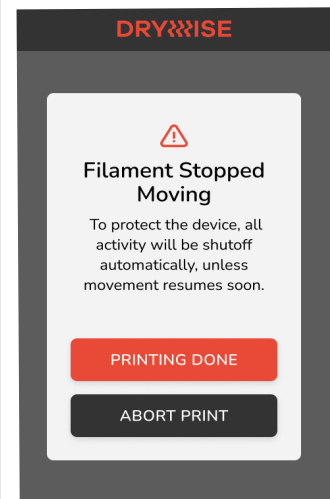 DRYWISE
Filament Stopped
Moving
To protect the device, all
activity will be shutoff
automatically, unless
movement resumes soon.
PRINTING DONE
ABORT PRINT